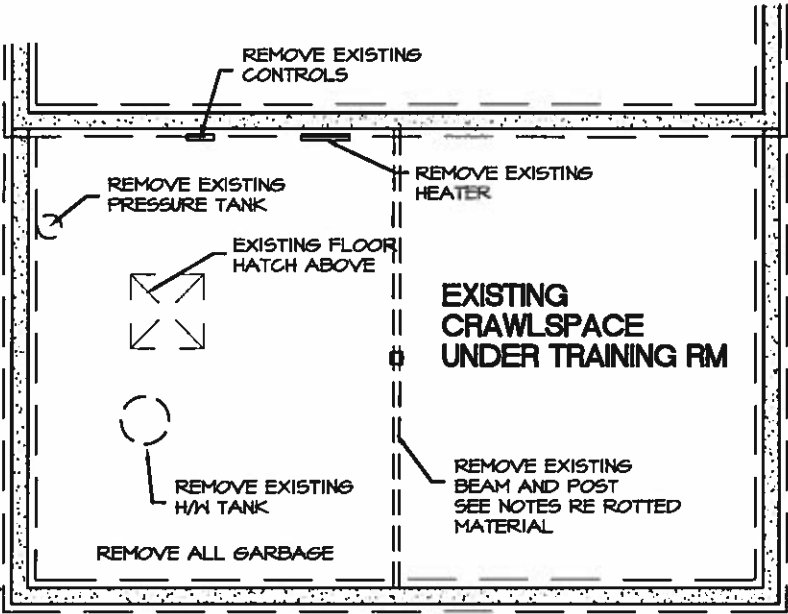 REMOVE EXISTING
CONTROLS
REMOVE EXISTING
HEATER
REMOVE EXISTING
PRESSURE TANK
EXISTING FLOOR
HATCH ABOVE
EXISTING
CRAWLSPACE
UNDER TRAINING RM
REMOVE EXISTING
BEAM AND POST
SEE NOTES RE ROTTED
MATERIAL
REMOVE EXISTING
H/W TANK
REMOVE ALL GARBAGE